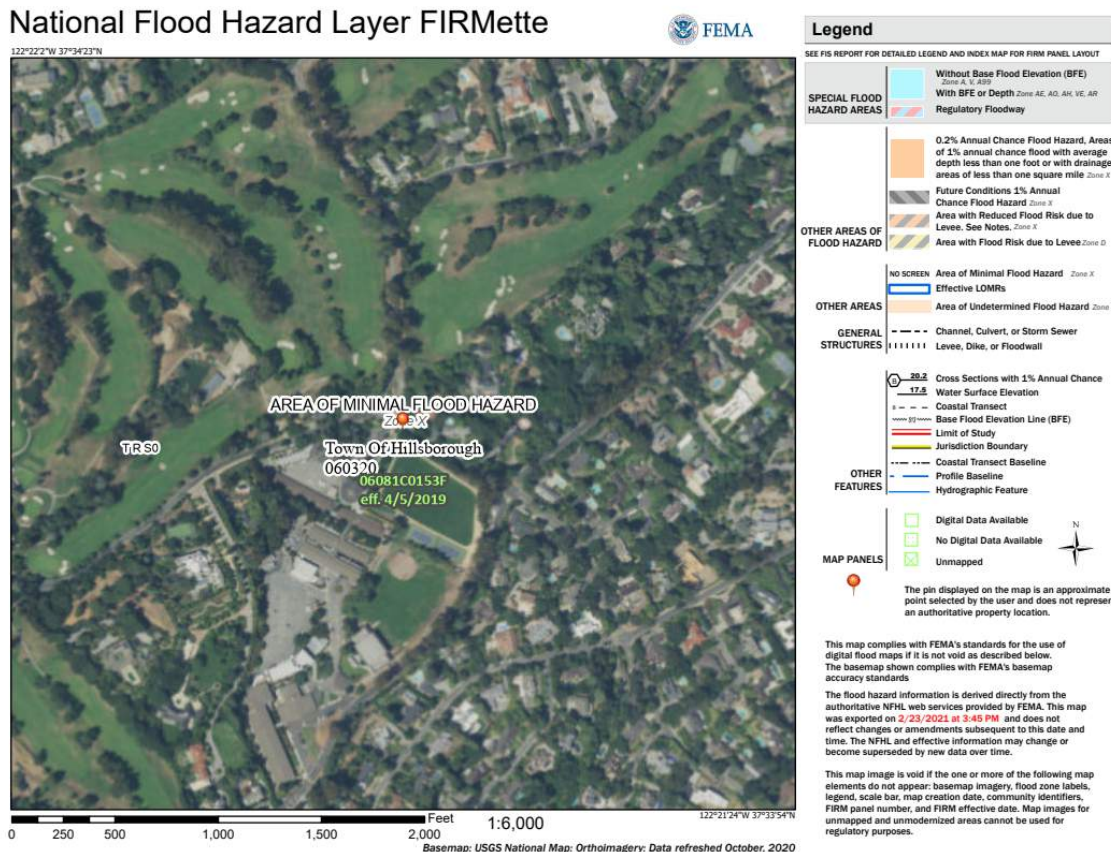 National Flood Hazard Layer FIRMette
FEMA
122°22'2"W 37°34'23"N
AREA OF MINIMAL FLOOD HAZARD
Zone X
T R S0
Town Of Hillsborough
060320
06081C0153F
eff. 4/5/2019
122°21'24"W 37°33'54"N
0 250 500 1,000 1,500 2,000 Feet 1:6,000
Basemap: USGS National Map: Orthoimagery: Data refreshed October, 2020
Legend
SEE FIS REPORT FOR DETAILED LEGEND AND INDEX MAP FOR FIRM PANEL LAYOUT
SPECIAL FLOOD
HAZARD AREAS
Without Base Flood Elevation (BFE)
Zone A, V, A99
With BFE or Depth Zone AE, AO, AH, VE, AR
Regulatory Floodway
0.2% Annual Chance Flood Hazard, Areas
of 1% annual chance flood with average
depth less than one foot or with drainage
areas of less than one square mile Zone X
Future Conditions 1% Annual
Chance Flood Hazard Zone X
Area with Reduced Flood Risk due to
Levee. See Notes. Zone X
Area with Flood Risk due to Levee Zone D
OTHER AREAS OF
FLOOD HAZARD
NO SCREEN Area of Minimal Flood Hazard Zone X
Effective LOMRs
Area of Undetermined Flood Hazard Zone
OTHER AREAS
GENERAL
STRUCTURES
Channel, Culvert, or Storm Sewer
Levee, Dike, or Floodwall
B 20.2 Cross Sections with 1% Annual Chance
17.5 Water Surface Elevation
Coastal Transect
Base Flood Elevation Line (BFE)
Limit of Study
Jurisdiction Boundary
Coastal Transect Baseline
Profile Baseline
Hydrographic Feature
OTHER
FEATURES
Digital Data Available
No Digital Data Available
Unmapped
MAP PANELS
N
The pin displayed on the map is an approximate
point selected by the user and does not represen
an authoritative property location.
This map complies with FEMA's standards for the use of
digital flood maps if it is not void as described below.
The basemap shown complies with FEMA's basemap
accuracy standards
The flood hazard information is derived directly from the
authoritative NFHL web services provided by FEMA. This map
was exported on 2/23/2021 at 3:45 PM and does not
reflect changes or amendments subsequent to this date and
time. The NFHL and effective information may change or
become superseded by new data over time.
This map image is void if the one or more of the following map
elements do not appear: basemap imagery, flood zone labels,
legend, scale bar, map creation date, community identifiers,
FIRM panel number, and FIRM effective date. Map images for
unmapped and unmodernized areas cannot be used for
regulatory purposes.